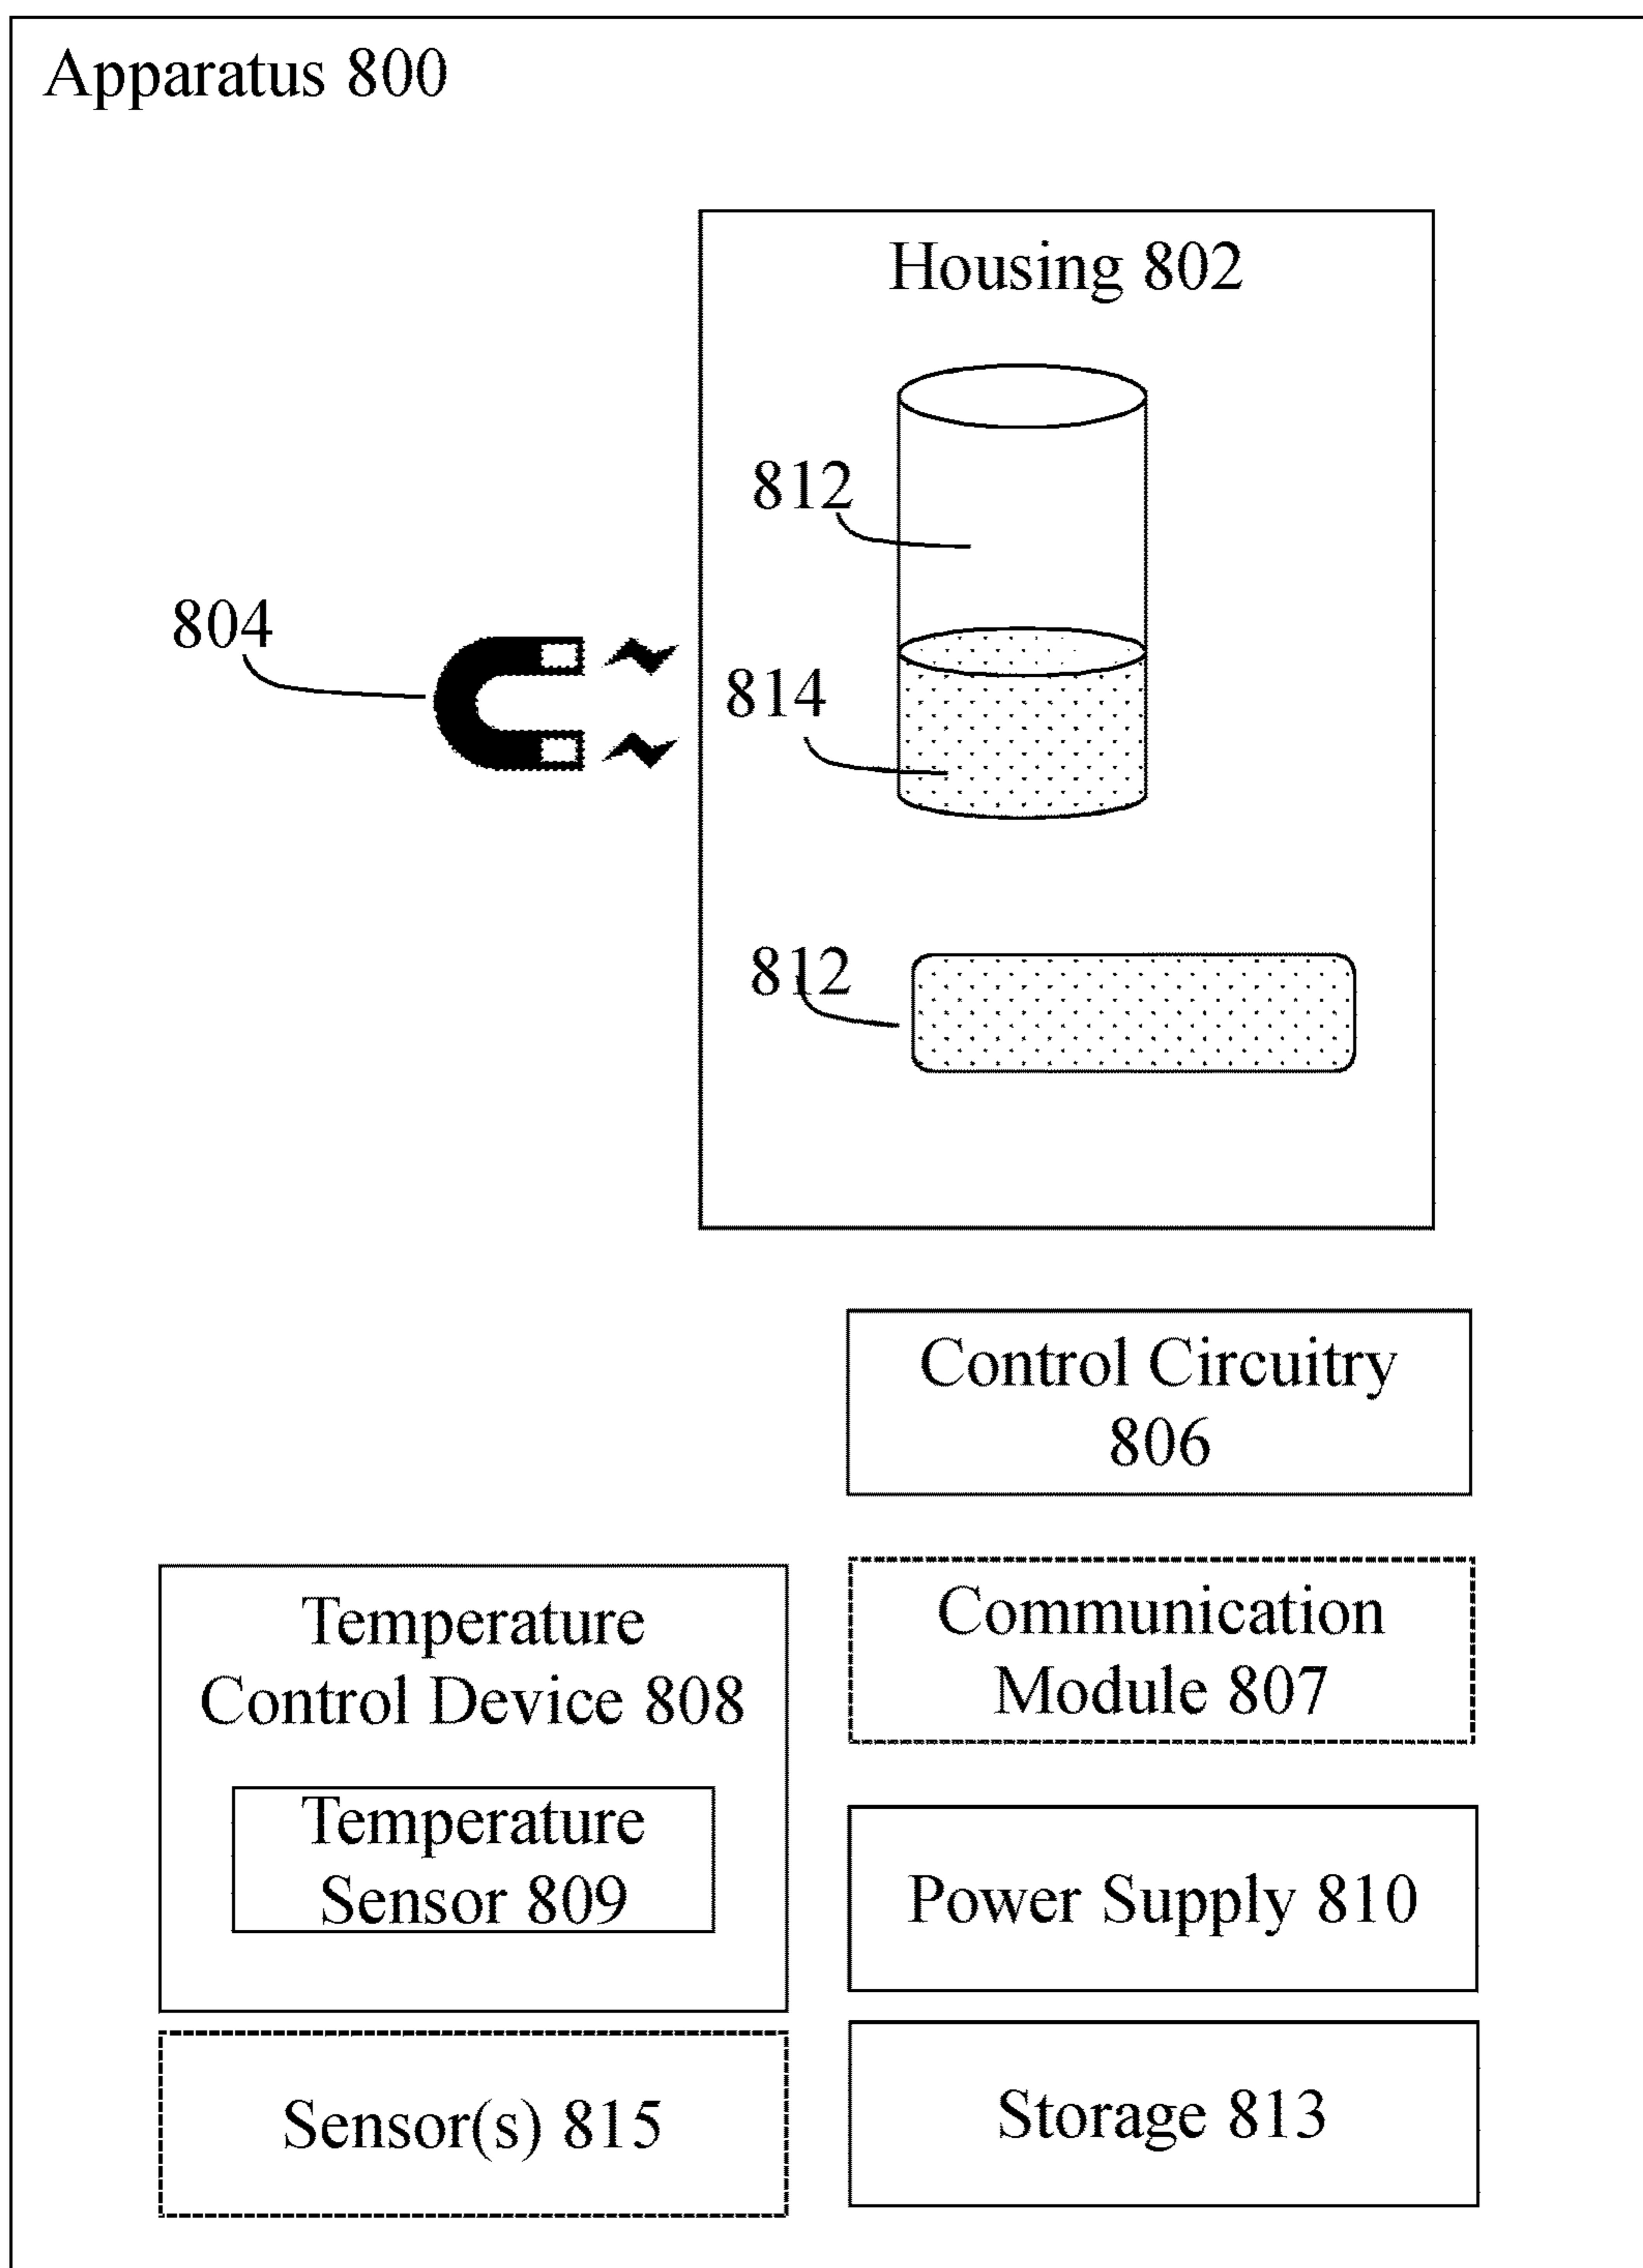 Apparatus 800
Housing 802
812
804
814
812
Control Circuitry
806
Temperature
Control Device 808
Temperature
Sensor 809
Communication
Module 807
Power Supply 810
Sensor(s) 815
Storage 813